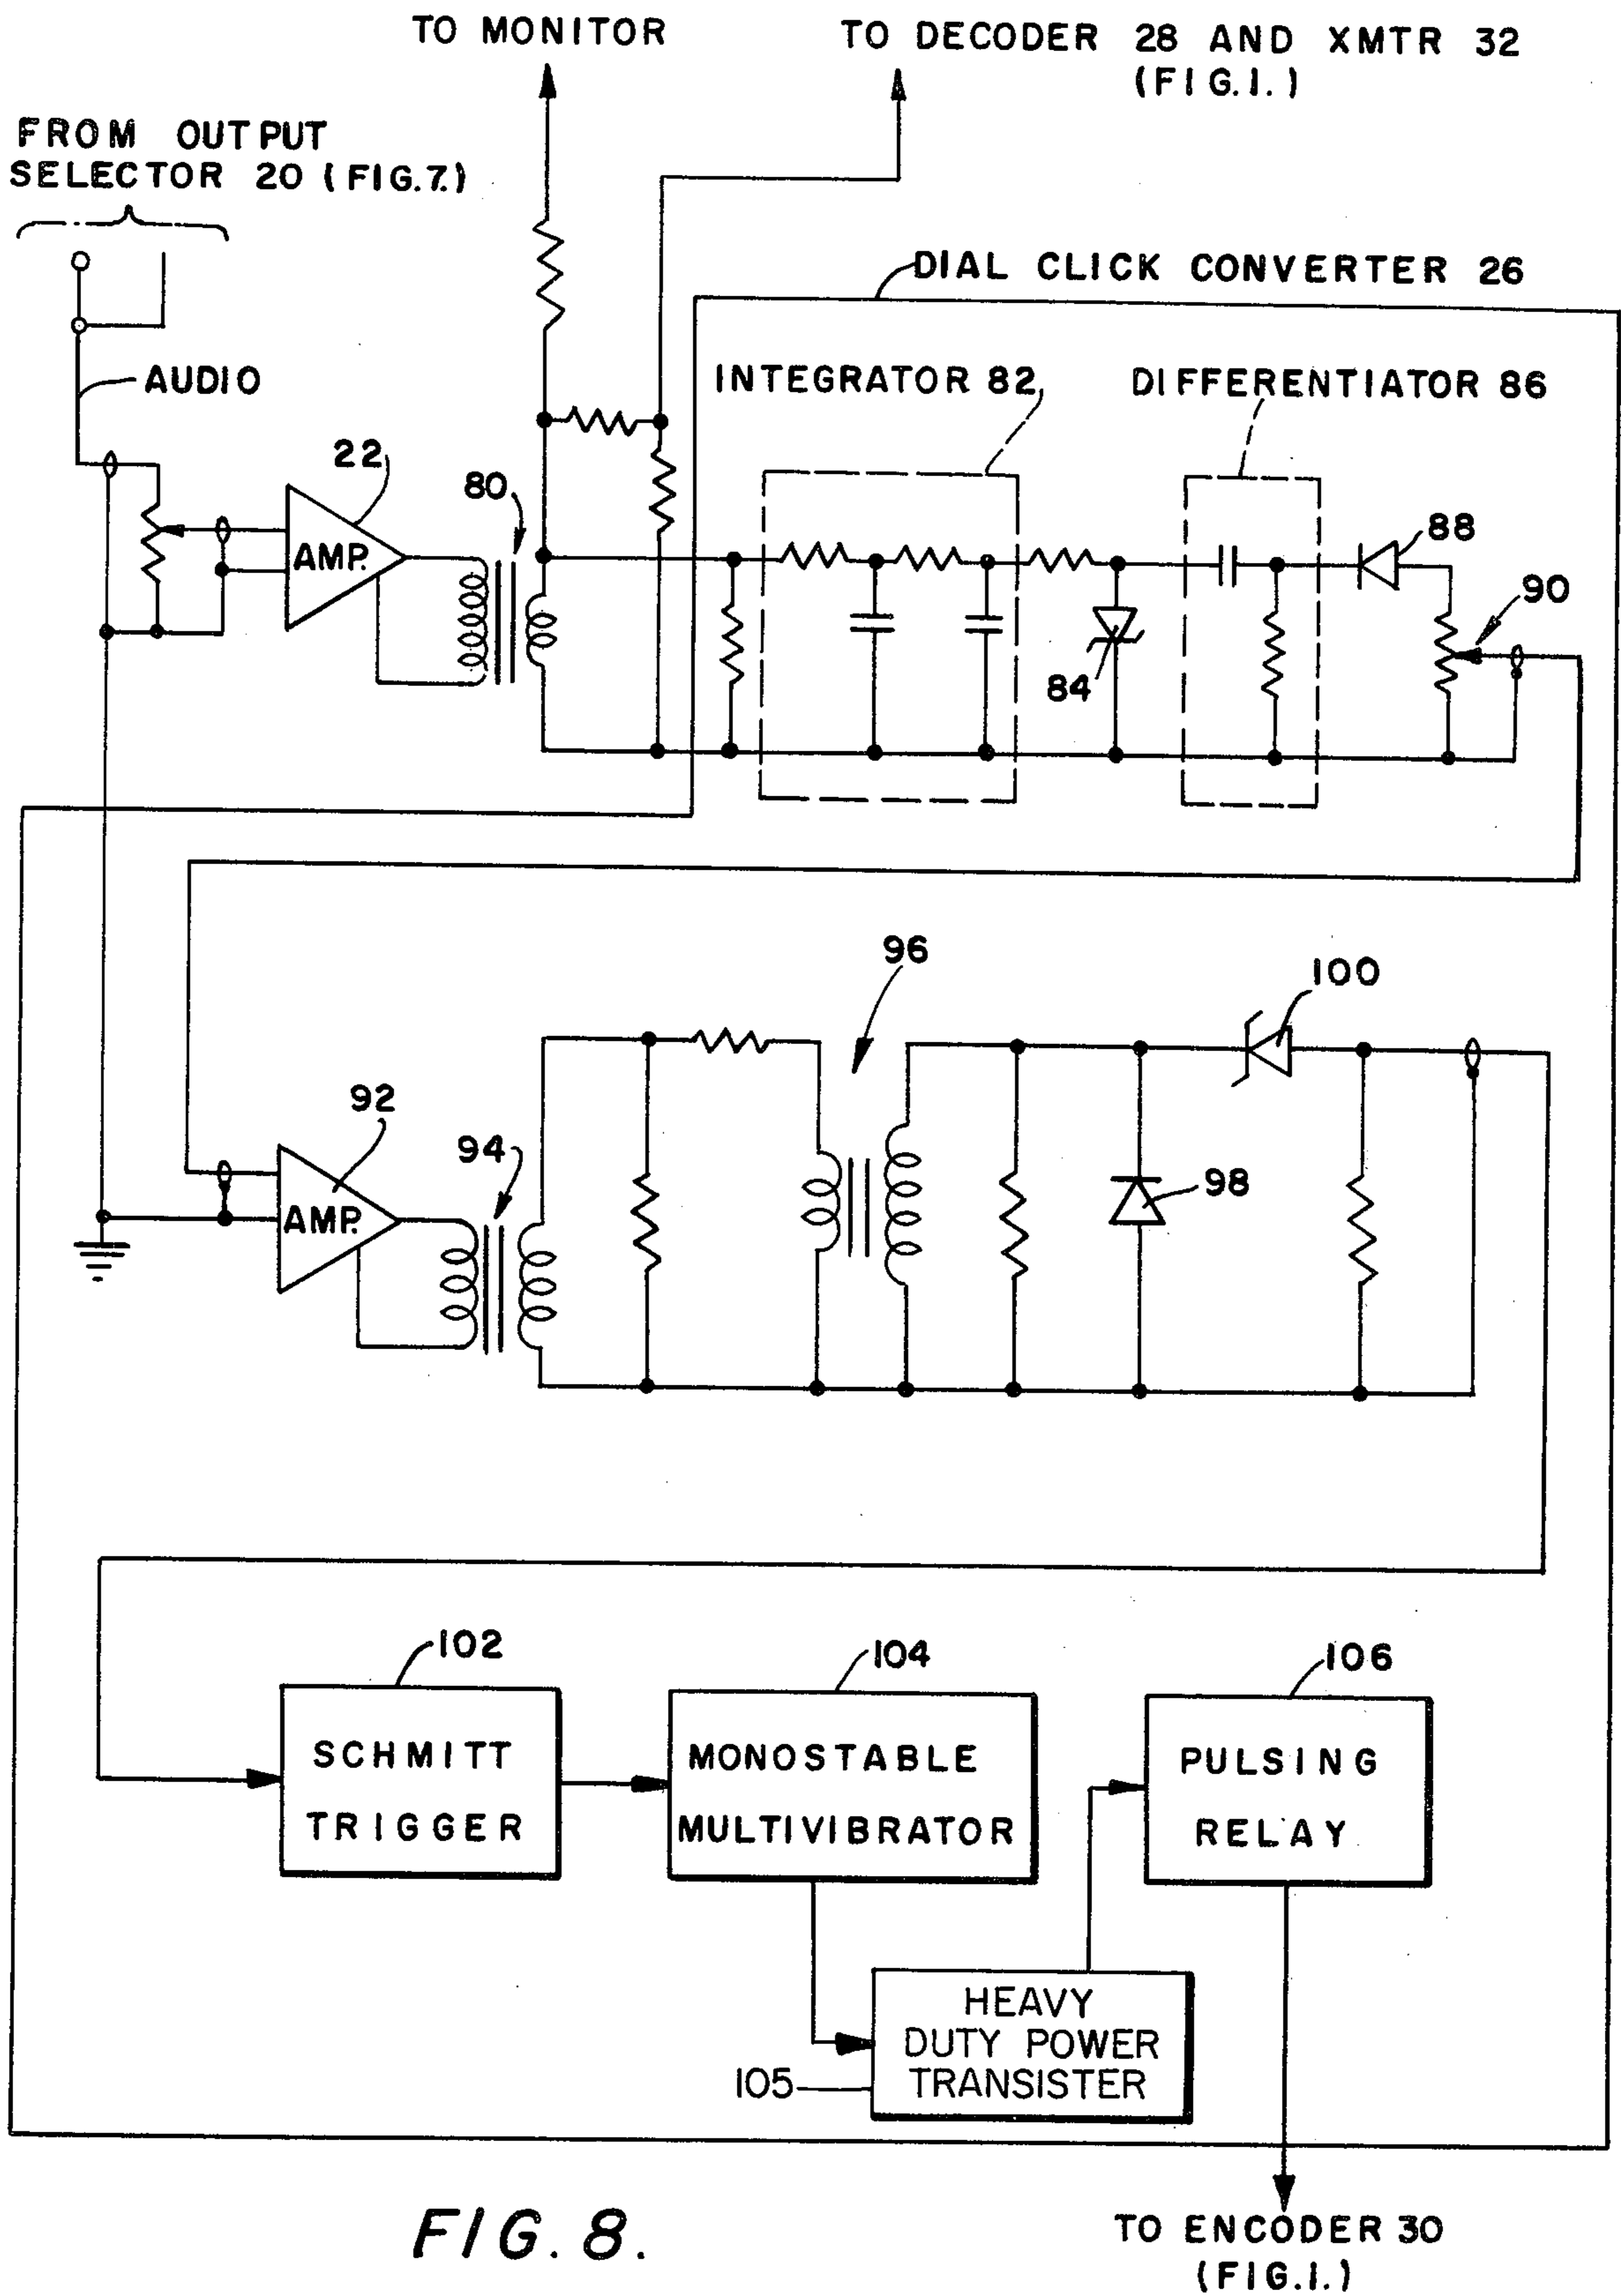 TO MONITOR
TO DECODER 28 AND XMTR 32
(FIG.1.)
FROM OUTPUT
SELECTOR 20 (FIG.7.)
DIAL CLICK CONVERTER 26
AUDIO
INTEGRATOR 82
DIFFERENTIATOR 86
22
80
AMP.
88
90
84
96
100
92
94
98
AMP.
102
104
106
SCHMITT
TRIGGER
MONOSTABLE
MULTIVIBRATOR
PULSING
RELAY
HEAVY
DUTY POWER
TRANSISTER
105
FIG. 8.
TO ENCODER 30
(FIG.1.)